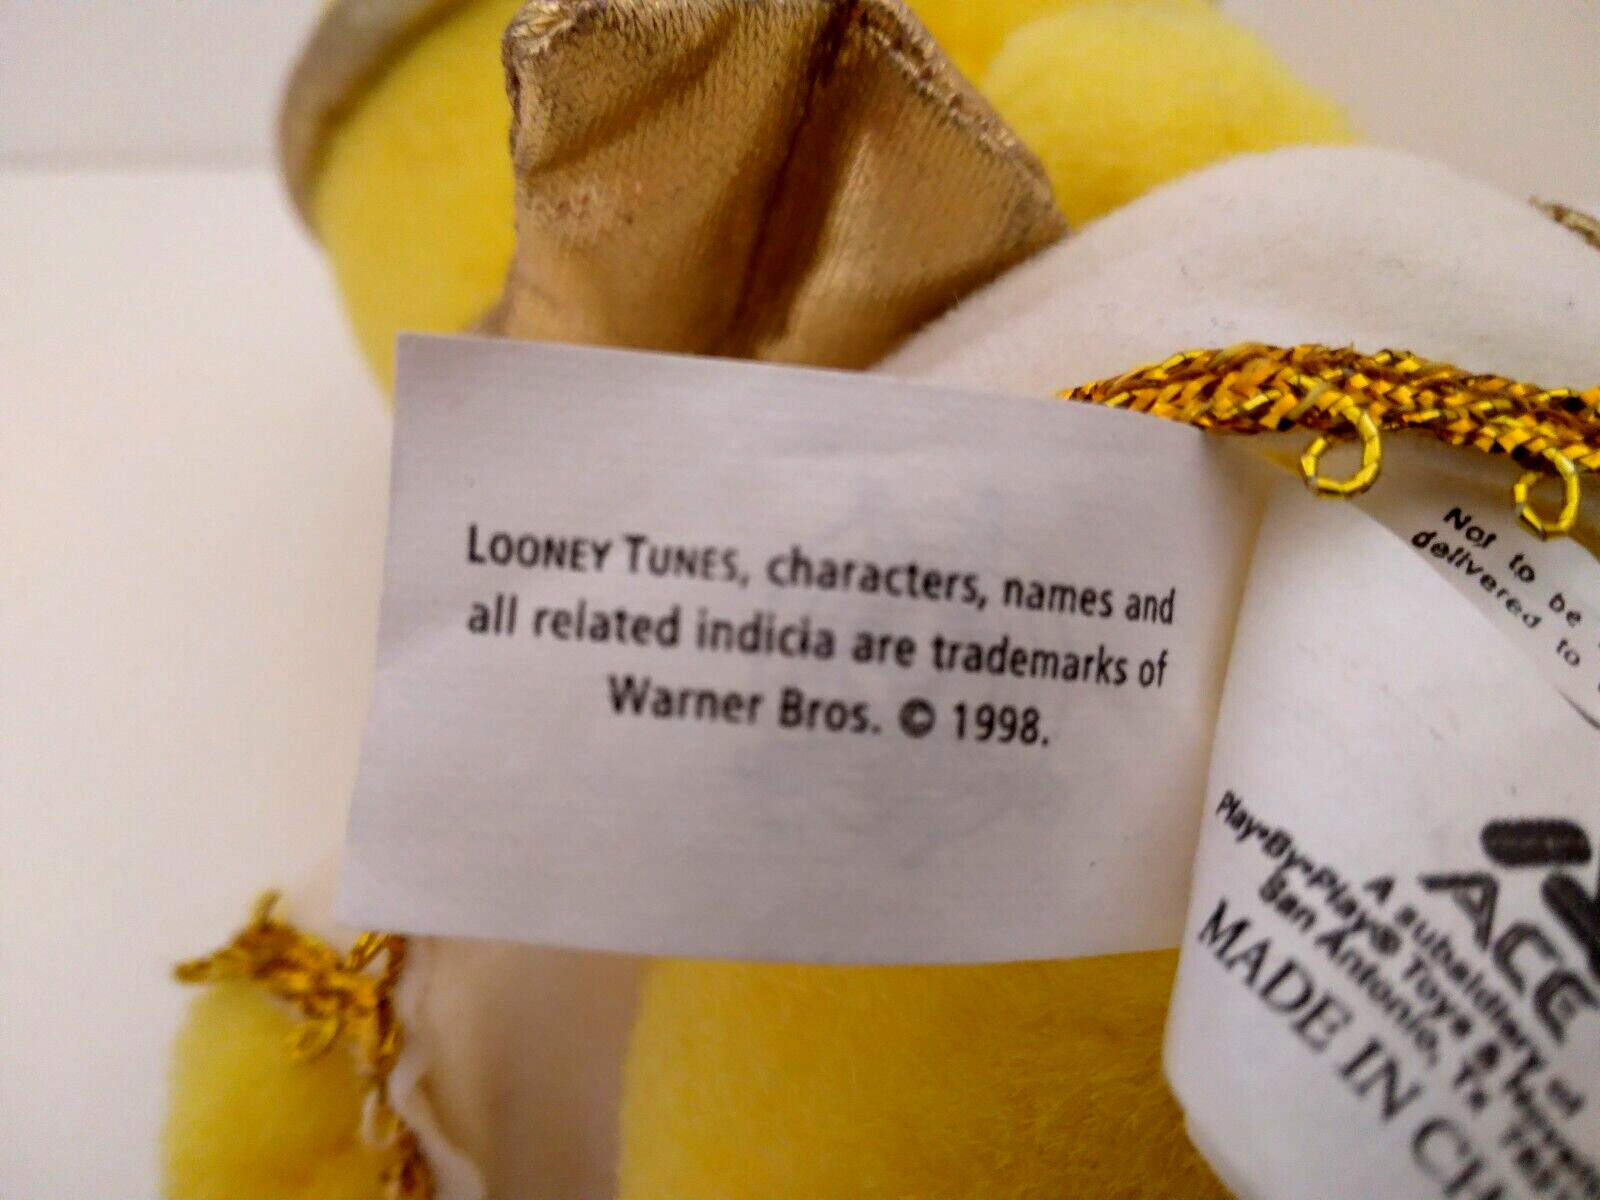 LOONEY TUNES, characters, names and
all related indicia are trademarks of
Warner Bros. © 1998.
Not to be
delivered to
ACE
A subsidiary of
Play•By•Play® Toys &
San Antonio, Tx
MADE IN